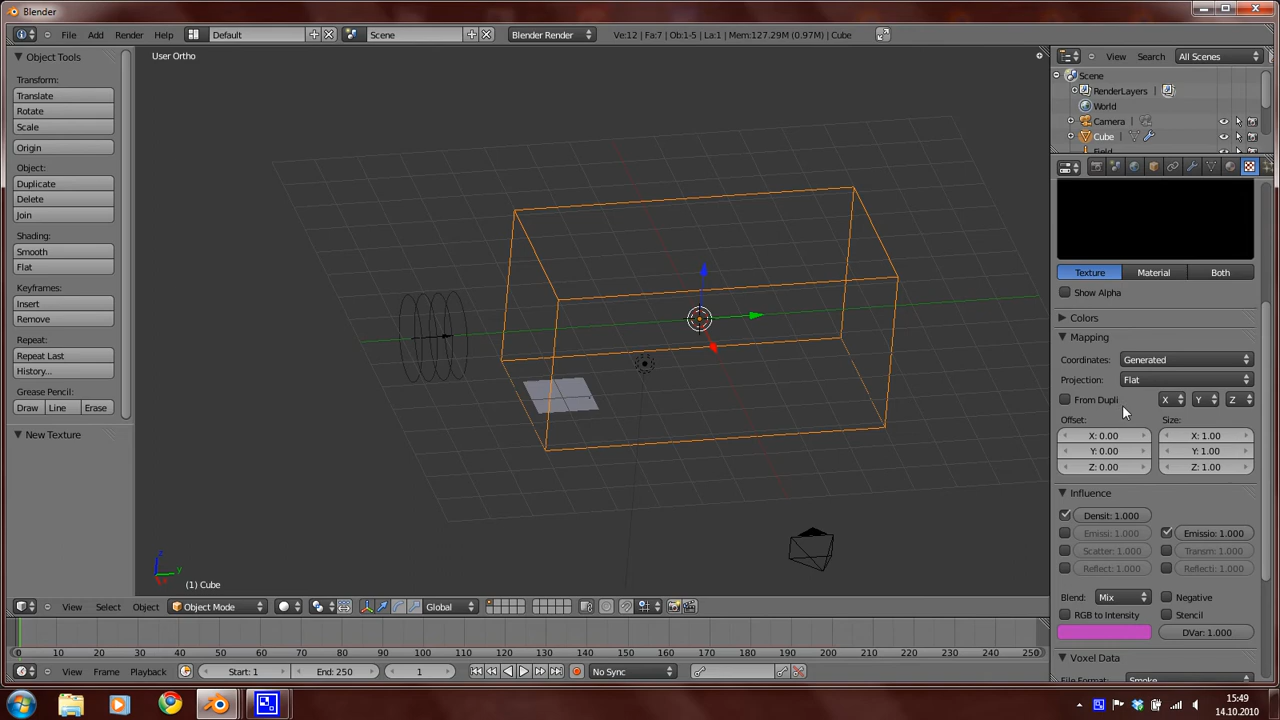 Blender
File Add Render Help Default Scene Blender Render Ve:12 | Fa:7 | Ob:1-5 | La:1 | Mem:127.29M (0.97M) | Cube
Object Tools
Transform:
Translate
Rotate
Scale
Origin
Object:
Duplicate
Delete
Join
Shading:
Smooth
Flat
Keyframes:
Insert
Remove
Repeat:
Repeat Last
History...
Grease Pencil:
Draw Line Erase
New Texture
User Ortho
z
y
(1) Cube
View Search All Scenes
Scene
RenderLayers
World
Camera
Cube
Texture Material Both
Show Alpha
Colors
Mapping
Coordinates: Generated
Projection: Flat
From Dupli X Y Z
Offset: Size:
X: 0.00 X: 1.00
Y: 0.00 Y: 1.00
Z: 0.00 Z: 1.00
Influence
Densit: 1.000
Emissi: 1.000 Emissio: 1.000
Scatter: 1.000 Transm: 1.000
Reflect: 1.000 Reflecti: 1.000
Blend: Mix Negative
RGB to Intensity Stencil
DVar: 1.000
Voxel Data
View Select Object Object Mode Global
0 10 20 30 40 50 60 70 80 90 100 110 120 130 140 150 160 170 180 190 200 210 220 230 240 250
View Frame Playback Start: 1 End: 250 1 No Sync
15:49
14.10.2010